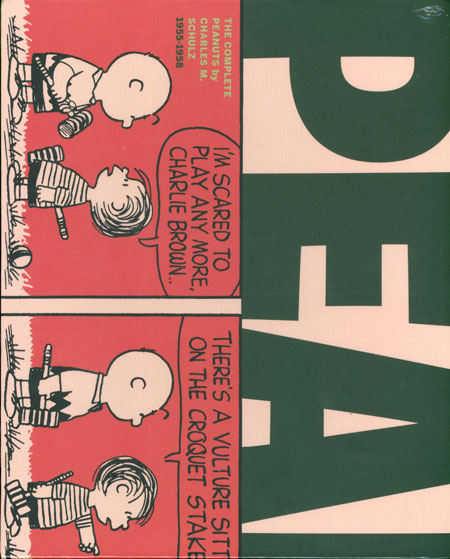 PEA
THE COMPLETE
PEANUTS by
CHARLES M.
SCHULZ
1955-1958
I'M SCARED TO
PLAY ANY MORE,
CHARLIE BROWN..
THERE'S A VULTURE SITT
ON THE CROQUET STAKE